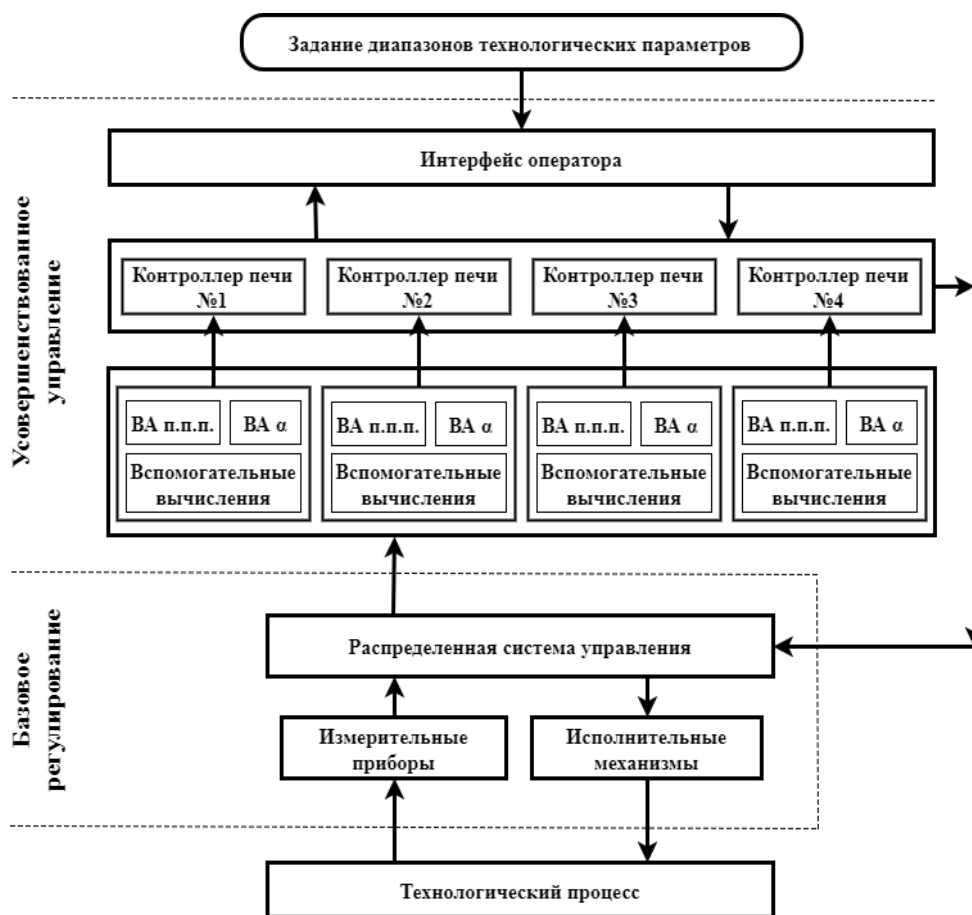 Задание диапазонов технологических параметров
Усовершенствованное
управление
Интерфейс оператора
Контроллер печи
№1
Контроллер печи
№2
Контроллер печи
№3
Контроллер печи
№4
ВА п.п.п.
ВА α
Вспомогательные
вычисления
ВА п.п.п.
ВА α
Вспомогательные
вычисления
ВА п.п.п.
ВА α
Вспомогательные
вычисления
ВА п.п.п.
ВА α
Вспомогательные
вычисления
Базовое
регулирование
Распределенная система управления
Измерительные
приборы
Исполнительные
механизмы
Технологический процесс